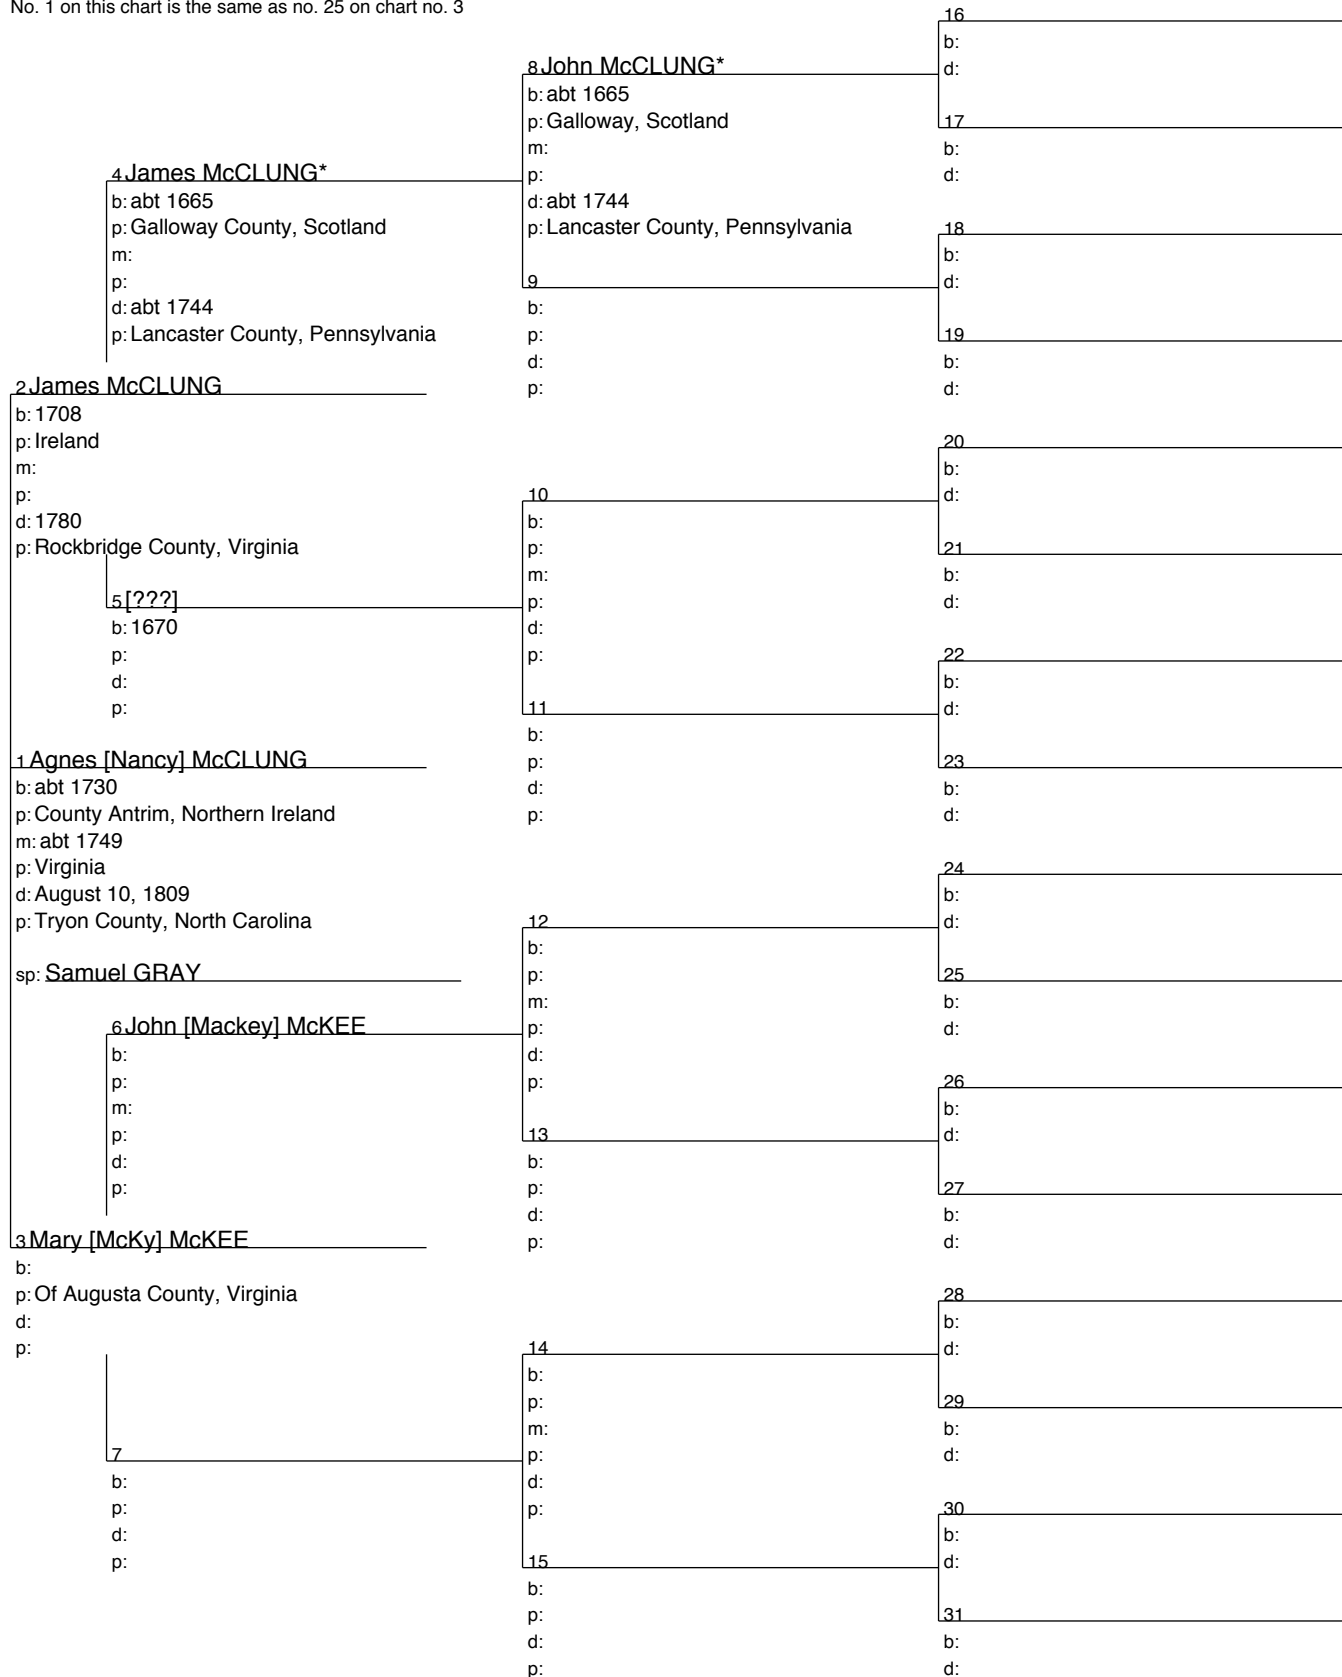 No. 1 on this chart is the same as no. 25 on chart no. 3
4 James McCLUNG*
b: abt 1665
p: Galloway County, Scotland
m:
p:
d: abt 1744
p: Lancaster County, Pennsylvania
2 James McCLUNG
b: 1708
p: Ireland
m:
p:
d: 1780
p: Rockbridge County, Virginia
5 [???]
b: 1670
p:
d:
p:
1 Agnes [Nancy] McCLUNG
b: abt 1730
p: County Antrim, Northern Ireland
m: abt 1749
p: Virginia
d: August 10, 1809
p: Tryon County, North Carolina
sp: Samuel GRAY
6 John [Mackey] McKEE
b:
p:
m:
p:
d:
p:
3 Mary [McKy] McKEE
b:
p: Of Augusta County, Virginia
d:
p:
7
b:
p:
d:
p:
8 John McCLUNG*
b: abt 1665
p: Galloway, Scotland
m:
p:
d: abt 1744
p: Lancaster County, Pennsylvania
9
b:
p:
d:
p:
10
b:
p:
m:
p:
d:
p:
11
b:
p:
d:
p:
12
b:
p:
m:
p:
d:
p:
13
b:
p:
d:
p:
14
b:
p:
m:
p:
d:
p:
15
b:
p:
d:
p:
16
b:
d:
17
b:
d:
18
b:
d:
19
b:
d:
20
b:
d:
21
b:
d:
22
b:
d:
23
b:
d:
24
b:
d:
25
b:
d:
26
b:
d:
27
b:
d:
28
b:
d:
29
b:
d:
30
b:
d:
31
b:
d: